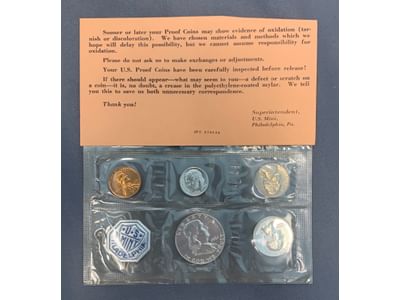 Sooner or later your Proof Coins may show evidence of oxidation (tar-
nish or discoloration). We have chosen materials and methods which we
hope will delay this possibility, but we cannot assume responsibility for
oxidation.
Please do not ask us to make exchanges or adjustments.
Your U.S. Proof Coins have been carefully inspected before release!
If there should appear—what may seem to you—a defect or scratch on
a coin—it is, no doubt, a crease in the polyethylene-coated mylar. We tell
you this to save us both unnecessary correspondence.
Thank you!
Superintendent,
U.S. Mint,
Philadelphia, Pa.
U·S
MINT
PHILADELPHIA